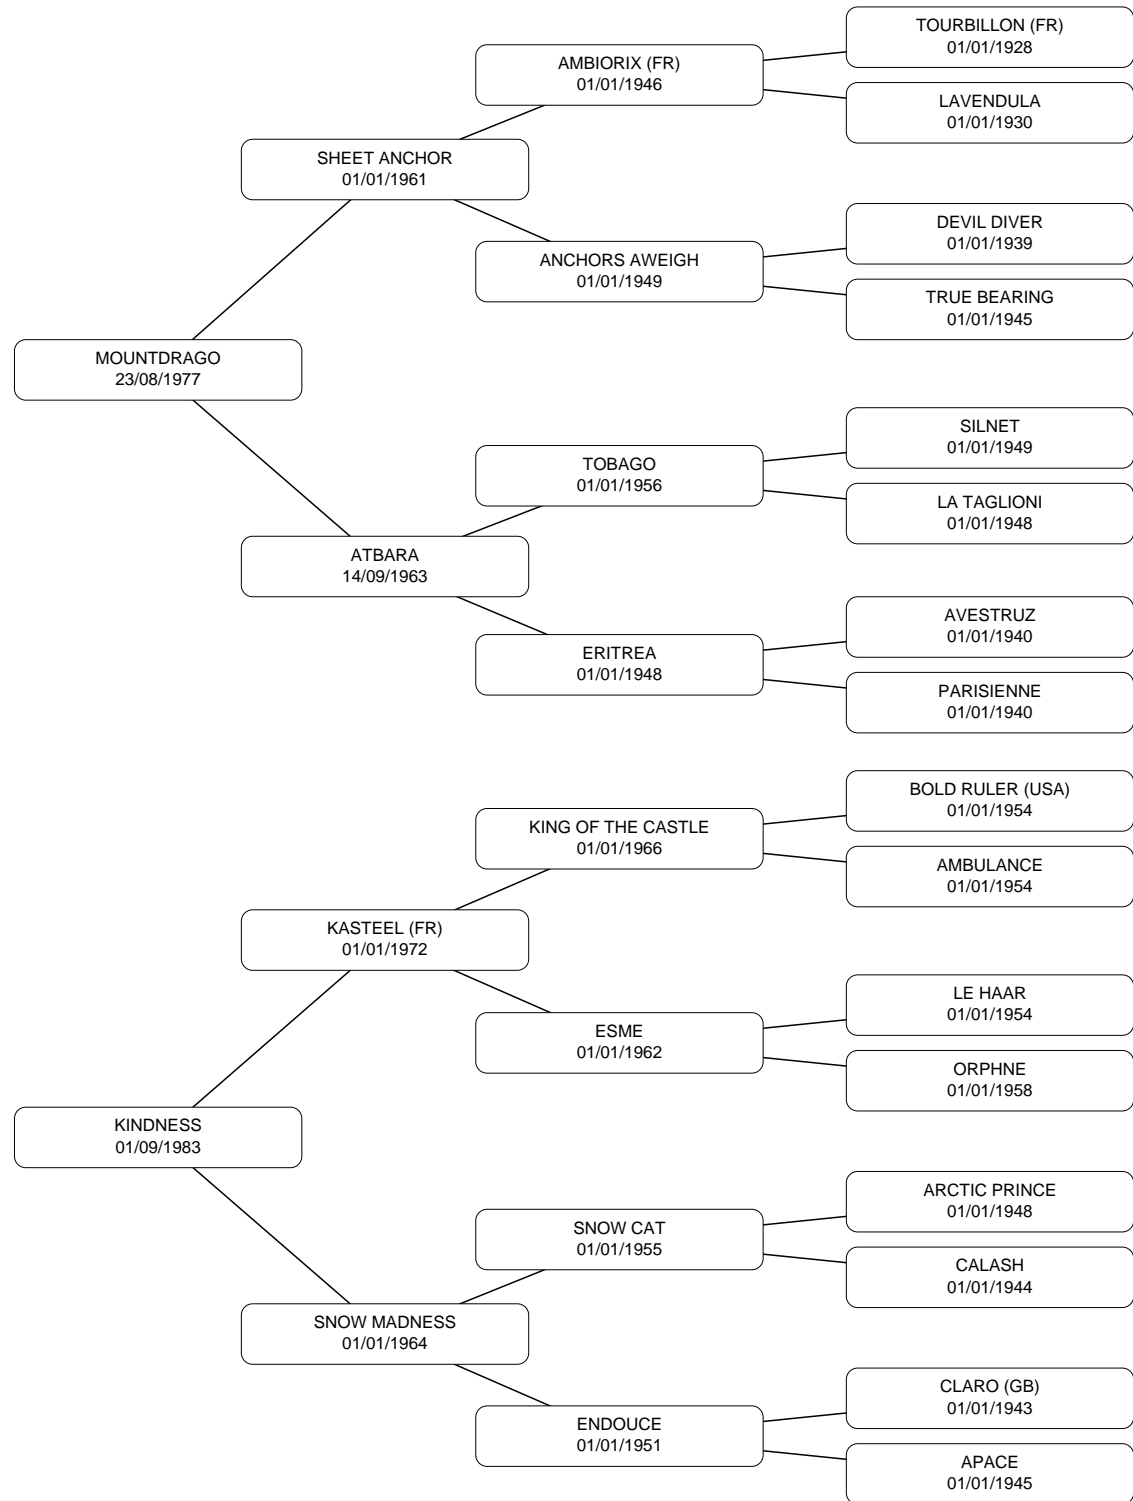 TOURBILLON (FR)
01/01/1928
AMBIORIX (FR)
01/01/1946
LAVENDULA
01/01/1930
SHEET ANCHOR
01/01/1961
DEVIL DIVER
01/01/1939
ANCHORS AWEIGH
01/01/1949
TRUE BEARING
01/01/1945
MOUNTDRAGO
23/08/1977
SILNET
01/01/1949
TOBAGO
01/01/1956
LA TAGLIONI
01/01/1948
ATBARA
14/09/1963
AVESTRUZ
01/01/1940
ERITREA
01/01/1948
PARISIENNE
01/01/1940
BOLD RULER (USA)
01/01/1954
KING OF THE CASTLE
01/01/1966
AMBULANCE
01/01/1954
KASTEEL (FR)
01/01/1972
LE HAAR
01/01/1954
ESME
01/01/1962
ORPHNE
01/01/1958
KINDNESS
01/09/1983
ARCTIC PRINCE
01/01/1948
SNOW CAT
01/01/1955
CALASH
01/01/1944
SNOW MADNESS
01/01/1964
CLARO (GB)
01/01/1943
ENDOUCE
01/01/1951
APACE
01/01/1945